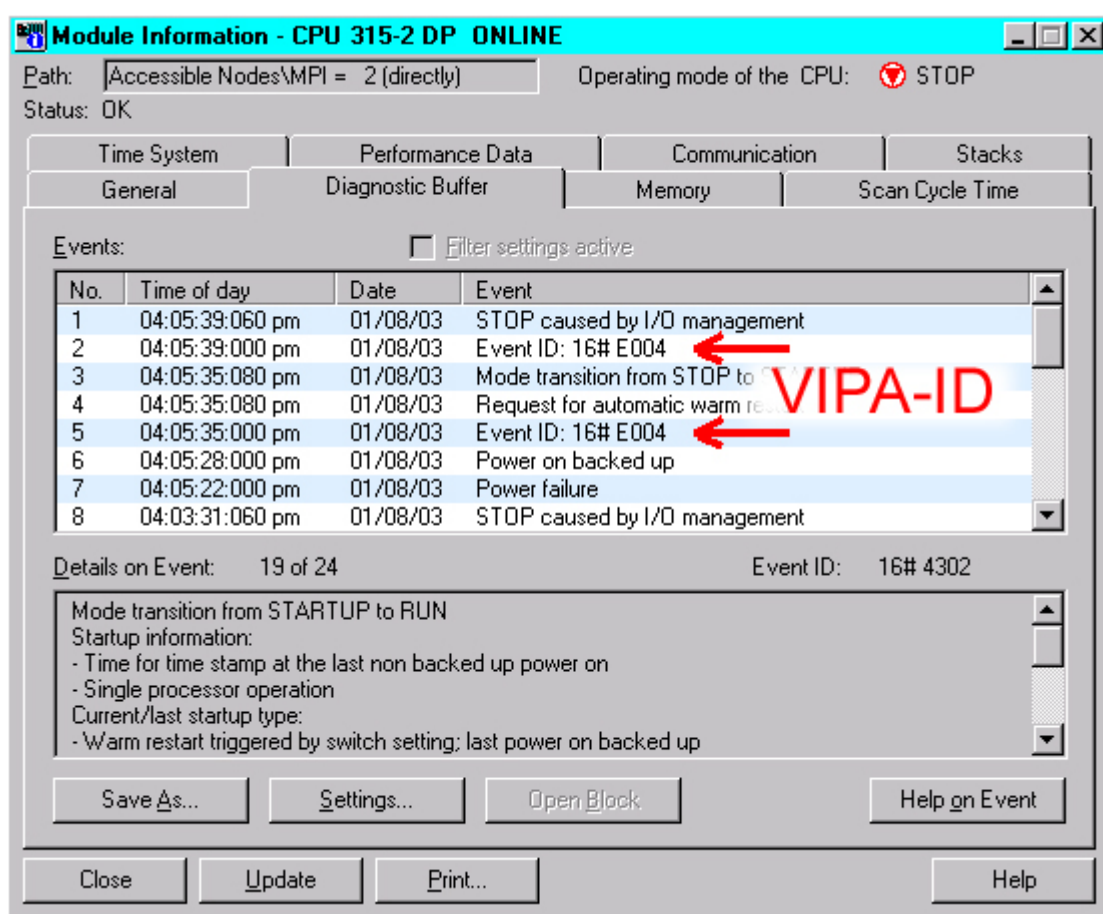 Module Information - CPU 315-2 DP ONLINE
Path: Accessible Nodes\MPI = 2 (directly) Operating mode of the CPU: STOP
Status: OK
Time System Performance Data Communication Stacks
General Diagnostic Buffer Memory Scan Cycle Time
Events: Filter settings active
No. Time of day Date Event
1 04:05:39:060 pm 01/08/03 STOP caused by I/O management
2 04:05:39:000 pm 01/08/03 Event ID: 16# E004
3 04:05:35:080 pm 01/08/03 Mode transition from STOP to
4 04:05:35:080 pm 01/08/03 Request for automatic warm
VIPA-ID
5 04:05:35:000 pm 01/08/03 Event ID: 16# E004
6 04:05:28:000 pm 01/08/03 Power on backed up
7 04:05:22:000 pm 01/08/03 Power failure
8 04:03:31:060 pm 01/08/03 STOP caused by I/O management
Details on Event: 19 of 24 Event ID: 16# 4302
Mode transition from STARTUP to RUN
Startup information:
- Time for time stamp at the last non backed up power on
- Single processor operation
Current/last startup type:
- Warm restart triggered by switch setting; last power on backed up
Save As... Settings... Open Block Help on Event
Close Update Print... Help